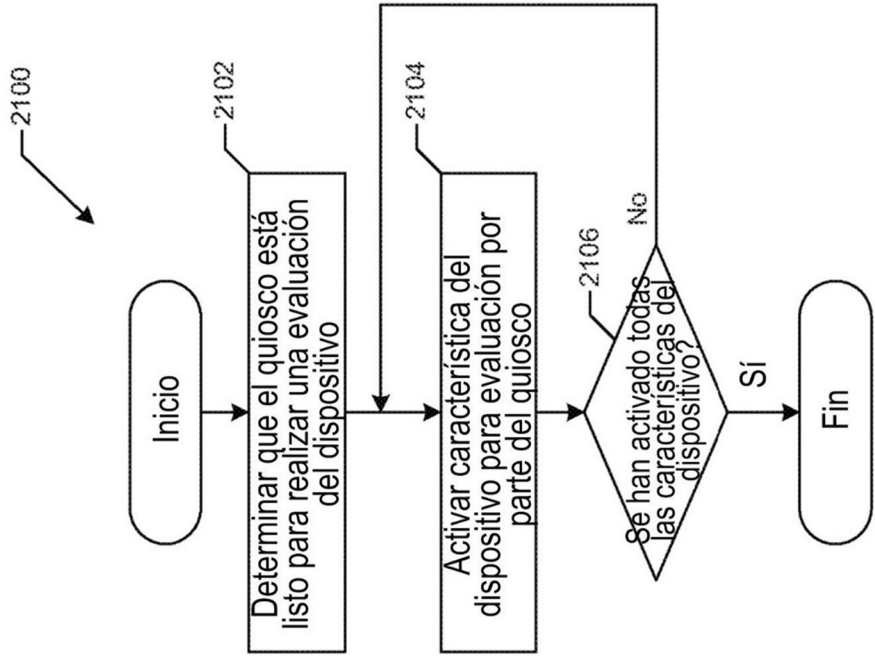 2100
Inicio
2102
Determinar que el quiosco está
listo para realizar una evaluación
del dispositivo
2104
Activar característica del
dispositivo para evaluación por
parte del quiosco
2106
Se han activado todas
las características del
dispositivo?
No
Sí
Fin